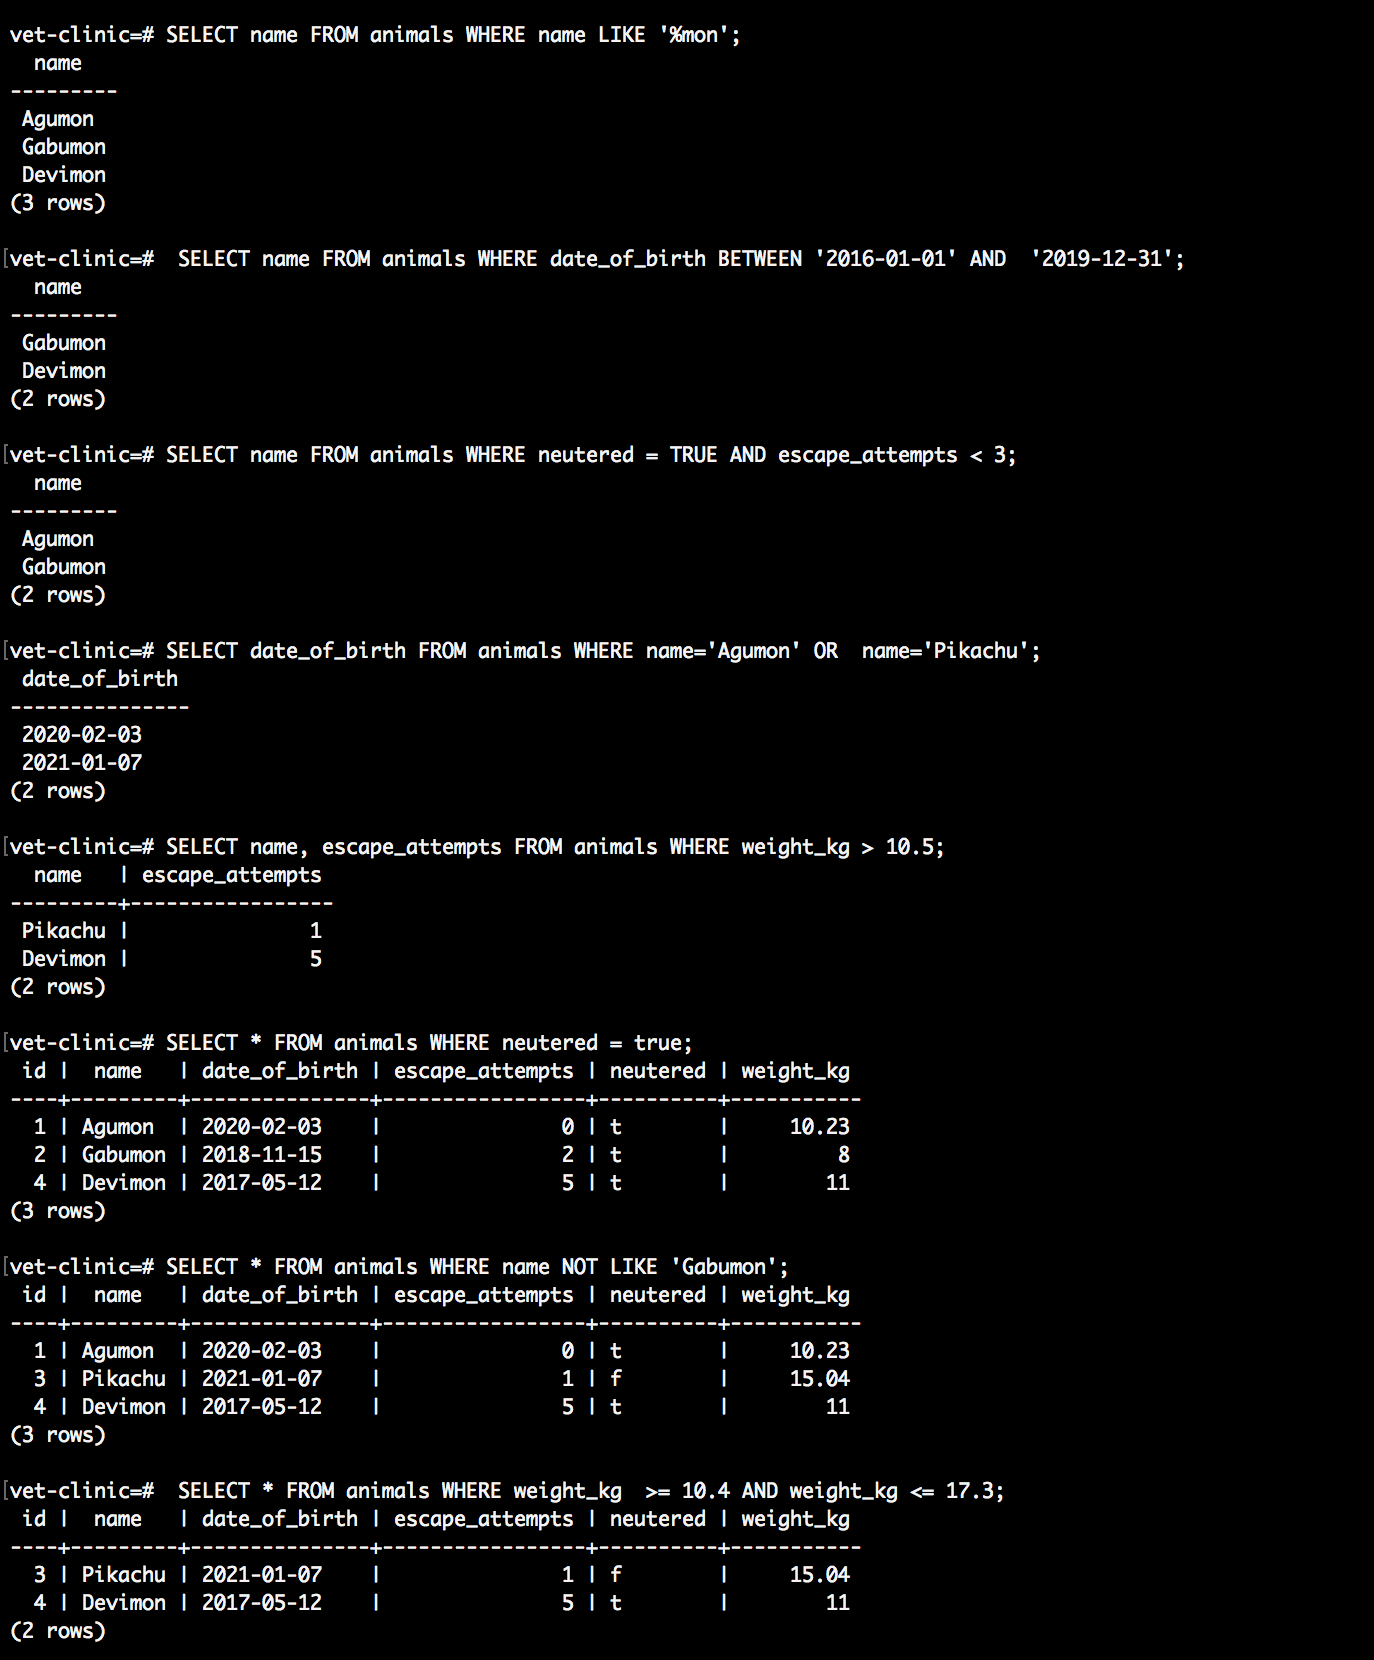 vet-clinic=# SELECT name FROM animals WHERE name LIKE '%mon';
  name
---------
 Agumon
 Gabumon
 Devimon
(3 rows)

[vet-clinic=#  SELECT name FROM animals WHERE date_of_birth BETWEEN '2016-01-01' AND  '2019-12-31';
  name
---------
 Gabumon
 Devimon
(2 rows)

[vet-clinic=# SELECT name FROM animals WHERE neutered = TRUE AND escape_attempts < 3;
  name
---------
 Agumon
 Gabumon
(2 rows)

[vet-clinic=# SELECT date_of_birth FROM animals WHERE name='Agumon' OR  name='Pikachu';
 date_of_birth
---------------
 2020-02-03
 2021-01-07
(2 rows)

[vet-clinic=# SELECT name, escape_attempts FROM animals WHERE weight_kg > 10.5;
  name   | escape_attempts
---------+-----------------
 Pikachu |               1
 Devimon |               5
(2 rows)

[vet-clinic=# SELECT * FROM animals WHERE neutered = true;
 id |  name   | date_of_birth | escape_attempts | neutered | weight_kg
----+---------+---------------+-----------------+----------+-----------
  1 | Agumon  | 2020-02-03    |               0 | t        |     10.23
  2 | Gabumon | 2018-11-15    |               2 | t        |         8
  4 | Devimon | 2017-05-12    |               5 | t        |        11
(3 rows)

[vet-clinic=# SELECT * FROM animals WHERE name NOT LIKE 'Gabumon';
 id |  name   | date_of_birth | escape_attempts | neutered | weight_kg
----+---------+---------------+-----------------+----------+-----------
  1 | Agumon  | 2020-02-03    |               0 | t        |     10.23
  3 | Pikachu | 2021-01-07    |               1 | f        |     15.04
  4 | Devimon | 2017-05-12    |               5 | t        |        11
(3 rows)

[vet-clinic=#  SELECT * FROM animals WHERE weight_kg  >= 10.4 AND weight_kg <= 17.3;
 id |  name   | date_of_birth | escape_attempts | neutered | weight_kg
----+---------+---------------+-----------------+----------+-----------
  3 | Pikachu | 2021-01-07    |               1 | f        |     15.04
  4 | Devimon | 2017-05-12    |               5 | t        |        11
(2 rows)